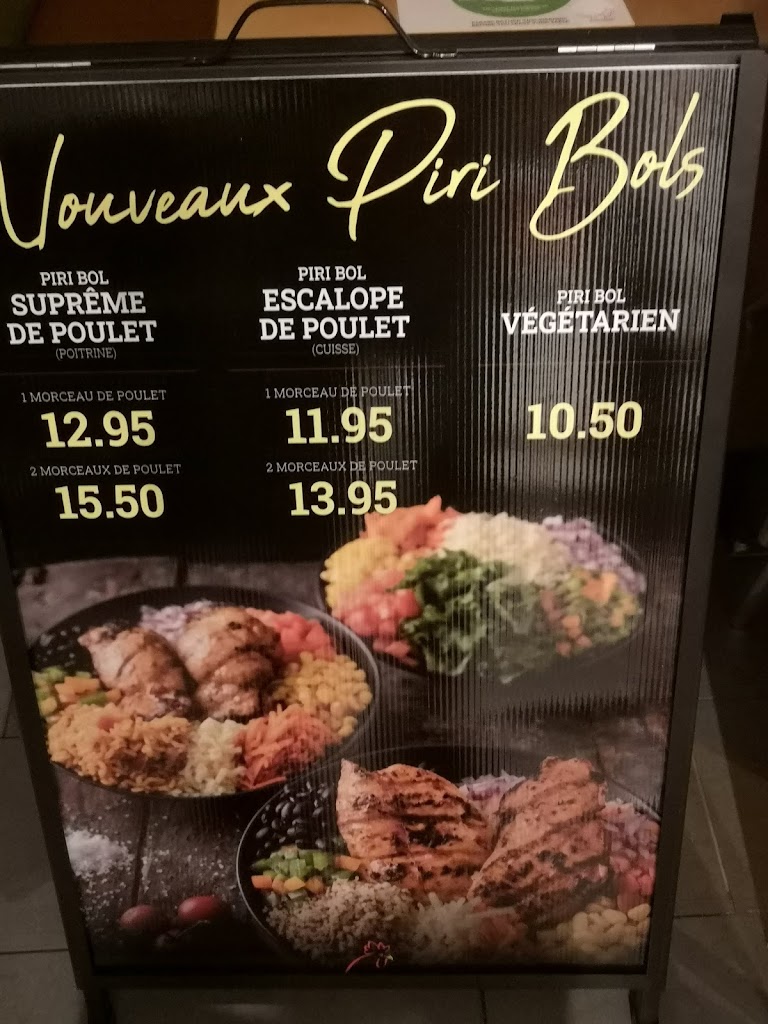 Nouveaux Piri Bols
PIRI BOL
SUPRÊME
DE POULET
(POITRINE)
1 MORCEAU DE POULET
12.95
2 MORCEAUX DE POULET
15.50
PIRI BOL
ESCALOPE
DE POULET
(CUISSE)
1 MORCEAU DE POULET
11.95
2 MORCEAUX DE POULET
13.95
PIRI BOL
VÉGÉTARIEN
10.50